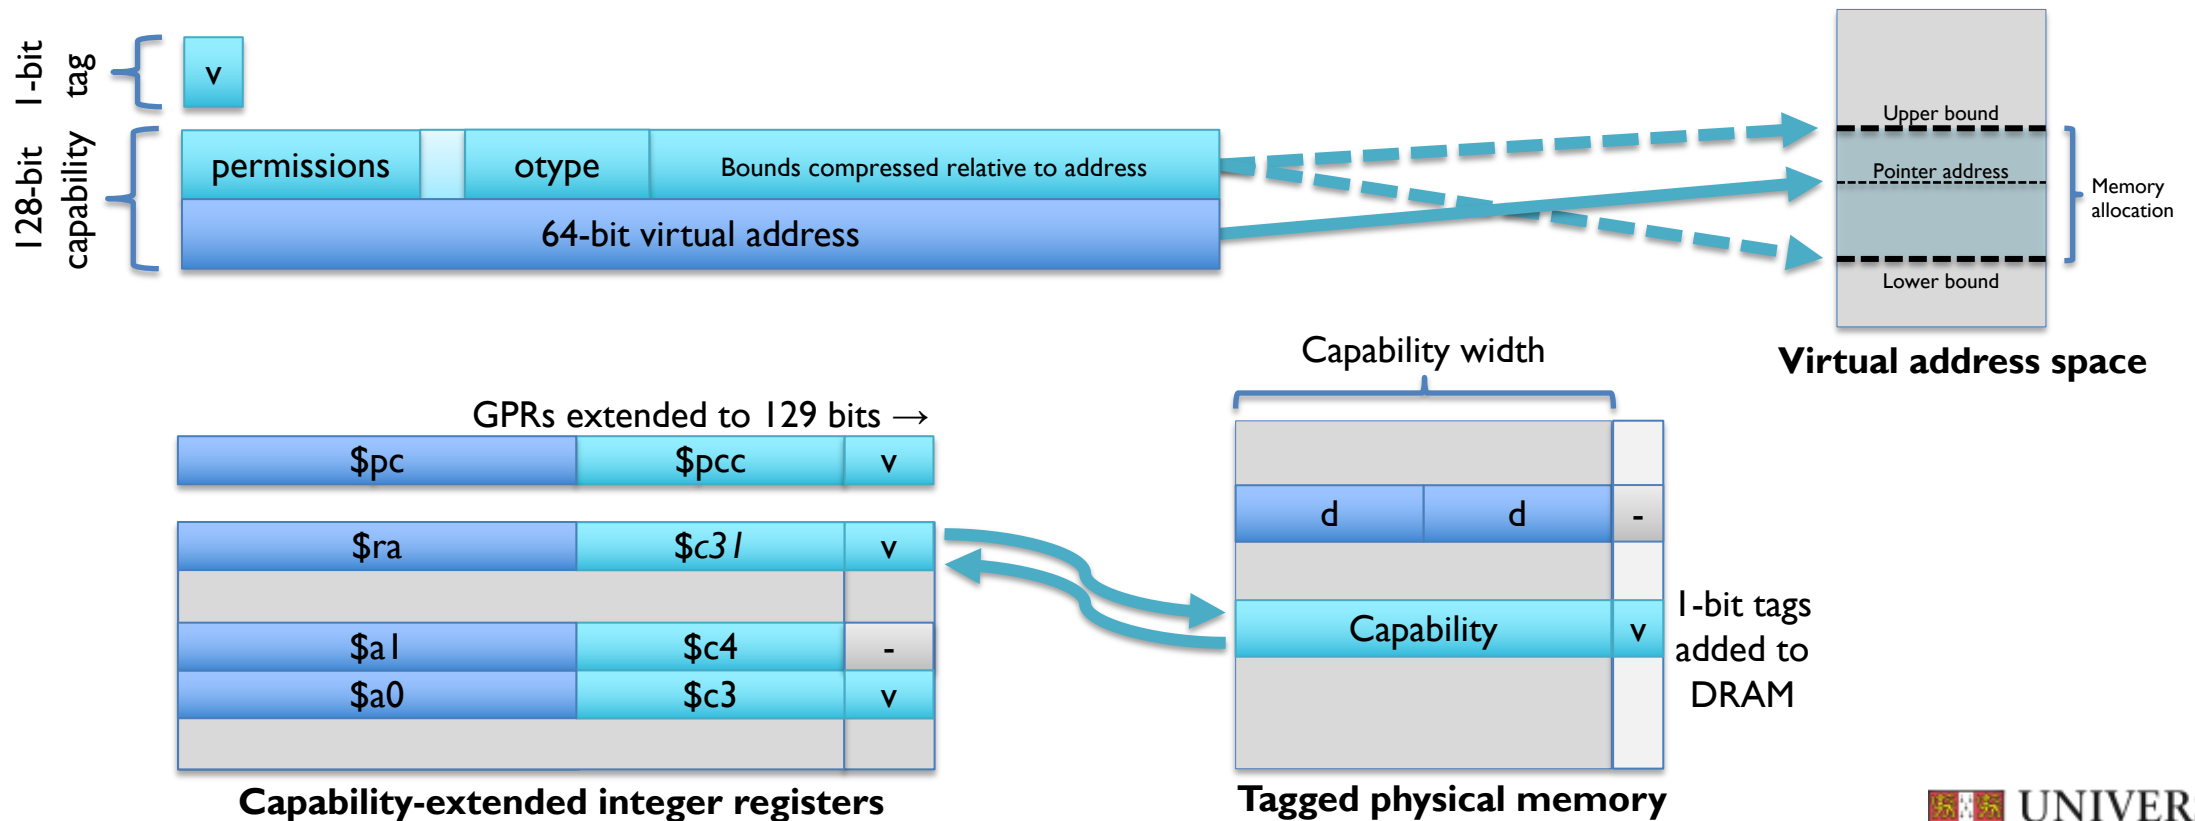 1-bit
tag
v
128-bit
capability
permissions
otype
Bounds compressed relative to address
64-bit virtual address
Upper bound
Pointer address
Lower bound
Memory
allocation
Virtual address space
GPRs extended to 129 bits →
$pc $pcc v
$ra $c31 v
$a1 $c4 -
$a0 $c3 v
Capability-extended integer registers
Capability width
d d -
Capability v
1-bit tags
added to
DRAM
Tagged physical memory
UNIVER